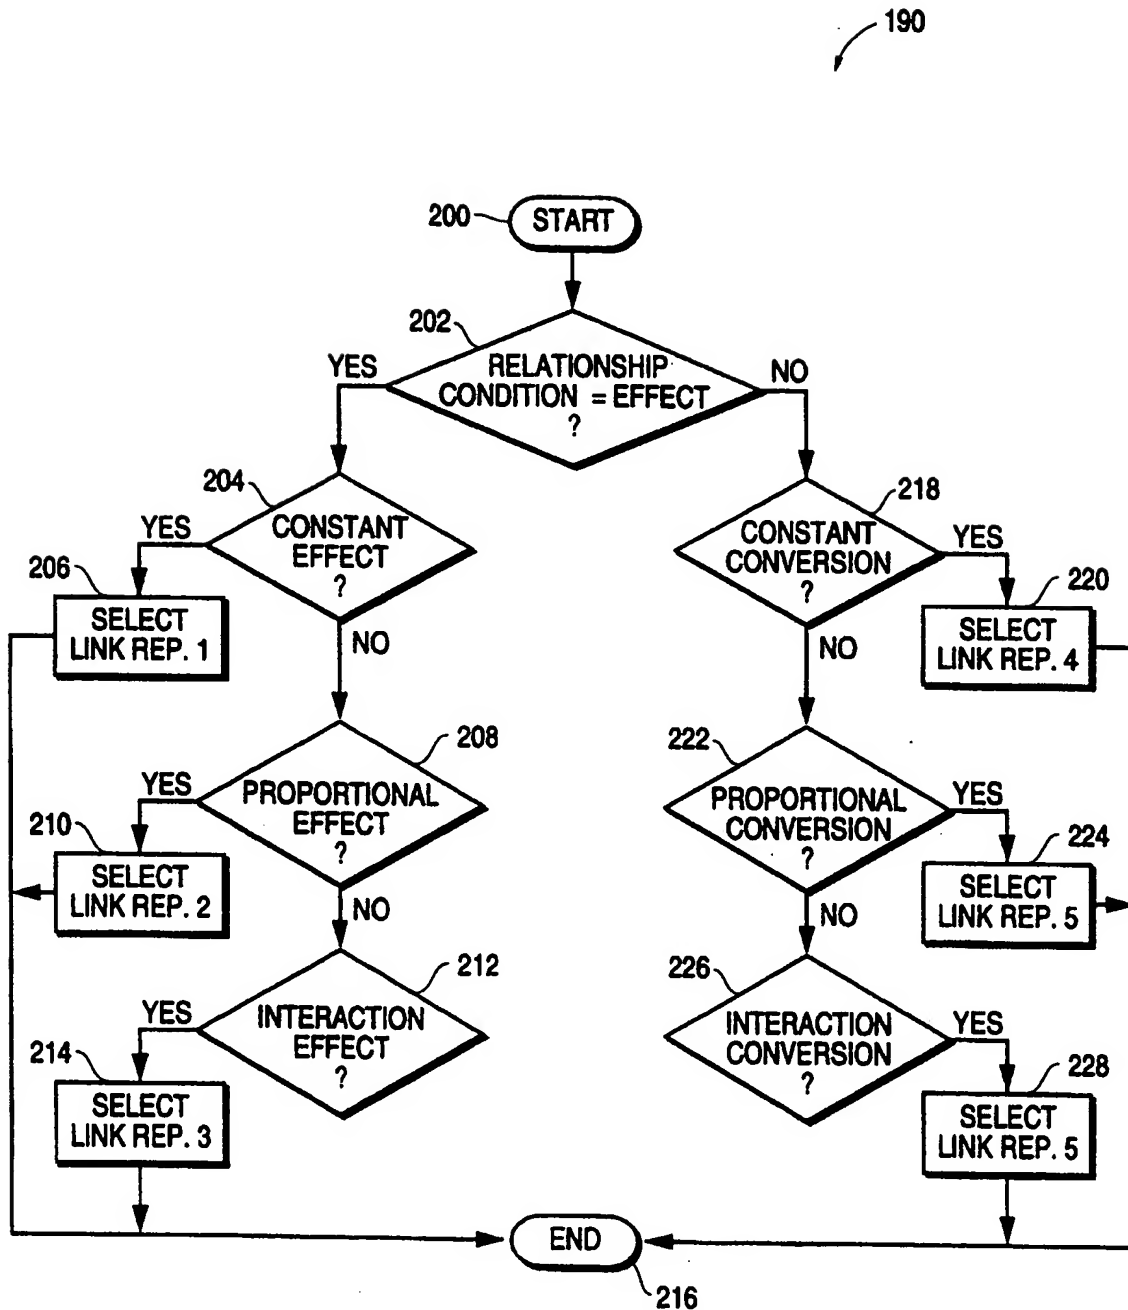 190
200
START
202
RELATIONSHIP
CONDITION = EFFECT
?
YES
NO
204
CONSTANT
EFFECT
?
YES
NO
206
SELECT
LINK REP. 1
208
PROPORTIONAL
EFFECT
?
YES
NO
210
SELECT
LINK REP. 2
212
INTERACTION
EFFECT
?
YES
214
SELECT
LINK REP. 3
218
CONSTANT
CONVERSION
?
YES
NO
220
SELECT
LINK REP. 4
222
PROPORTIONAL
CONVERSION
?
YES
NO
224
SELECT
LINK REP. 5
226
INTERACTION
CONVERSION
?
YES
228
SELECT
LINK REP. 5
END
216